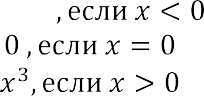 , если x < 0
0 , если x = 0
x³, если x > 0